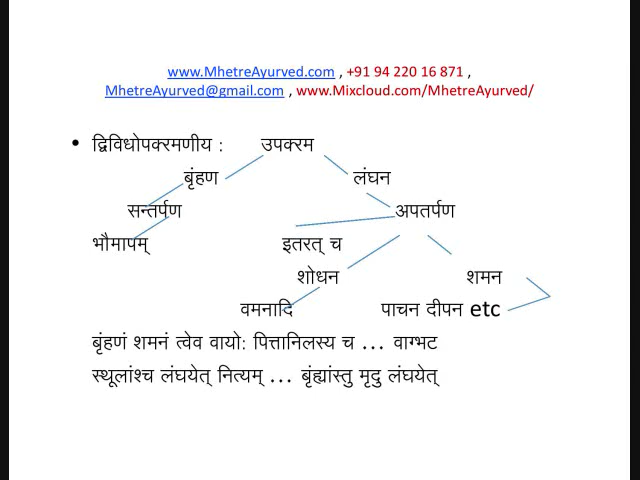 www.MhetreAyurved.com , +91 94 220 16 871 ,
MhetreAyurved@gmail.com , www.Mixcloud.com/MhetreAyurved/
• द्विविधोपक्रमणीय : उपक्रम
बृंहण लंघन
सन्तर्पण अपतर्पण
भौमापम् इतरत् च
शोधन शमन
वमनादि पाचन दीपन etc
बृंहणं शमनं त्वेव वायो: पित्तानिलस्य च ... वाग्भट
स्थूलांश्च लंघयेत् नित्यम् ... बृंह्यांस्तु मृदु लंघयेत्